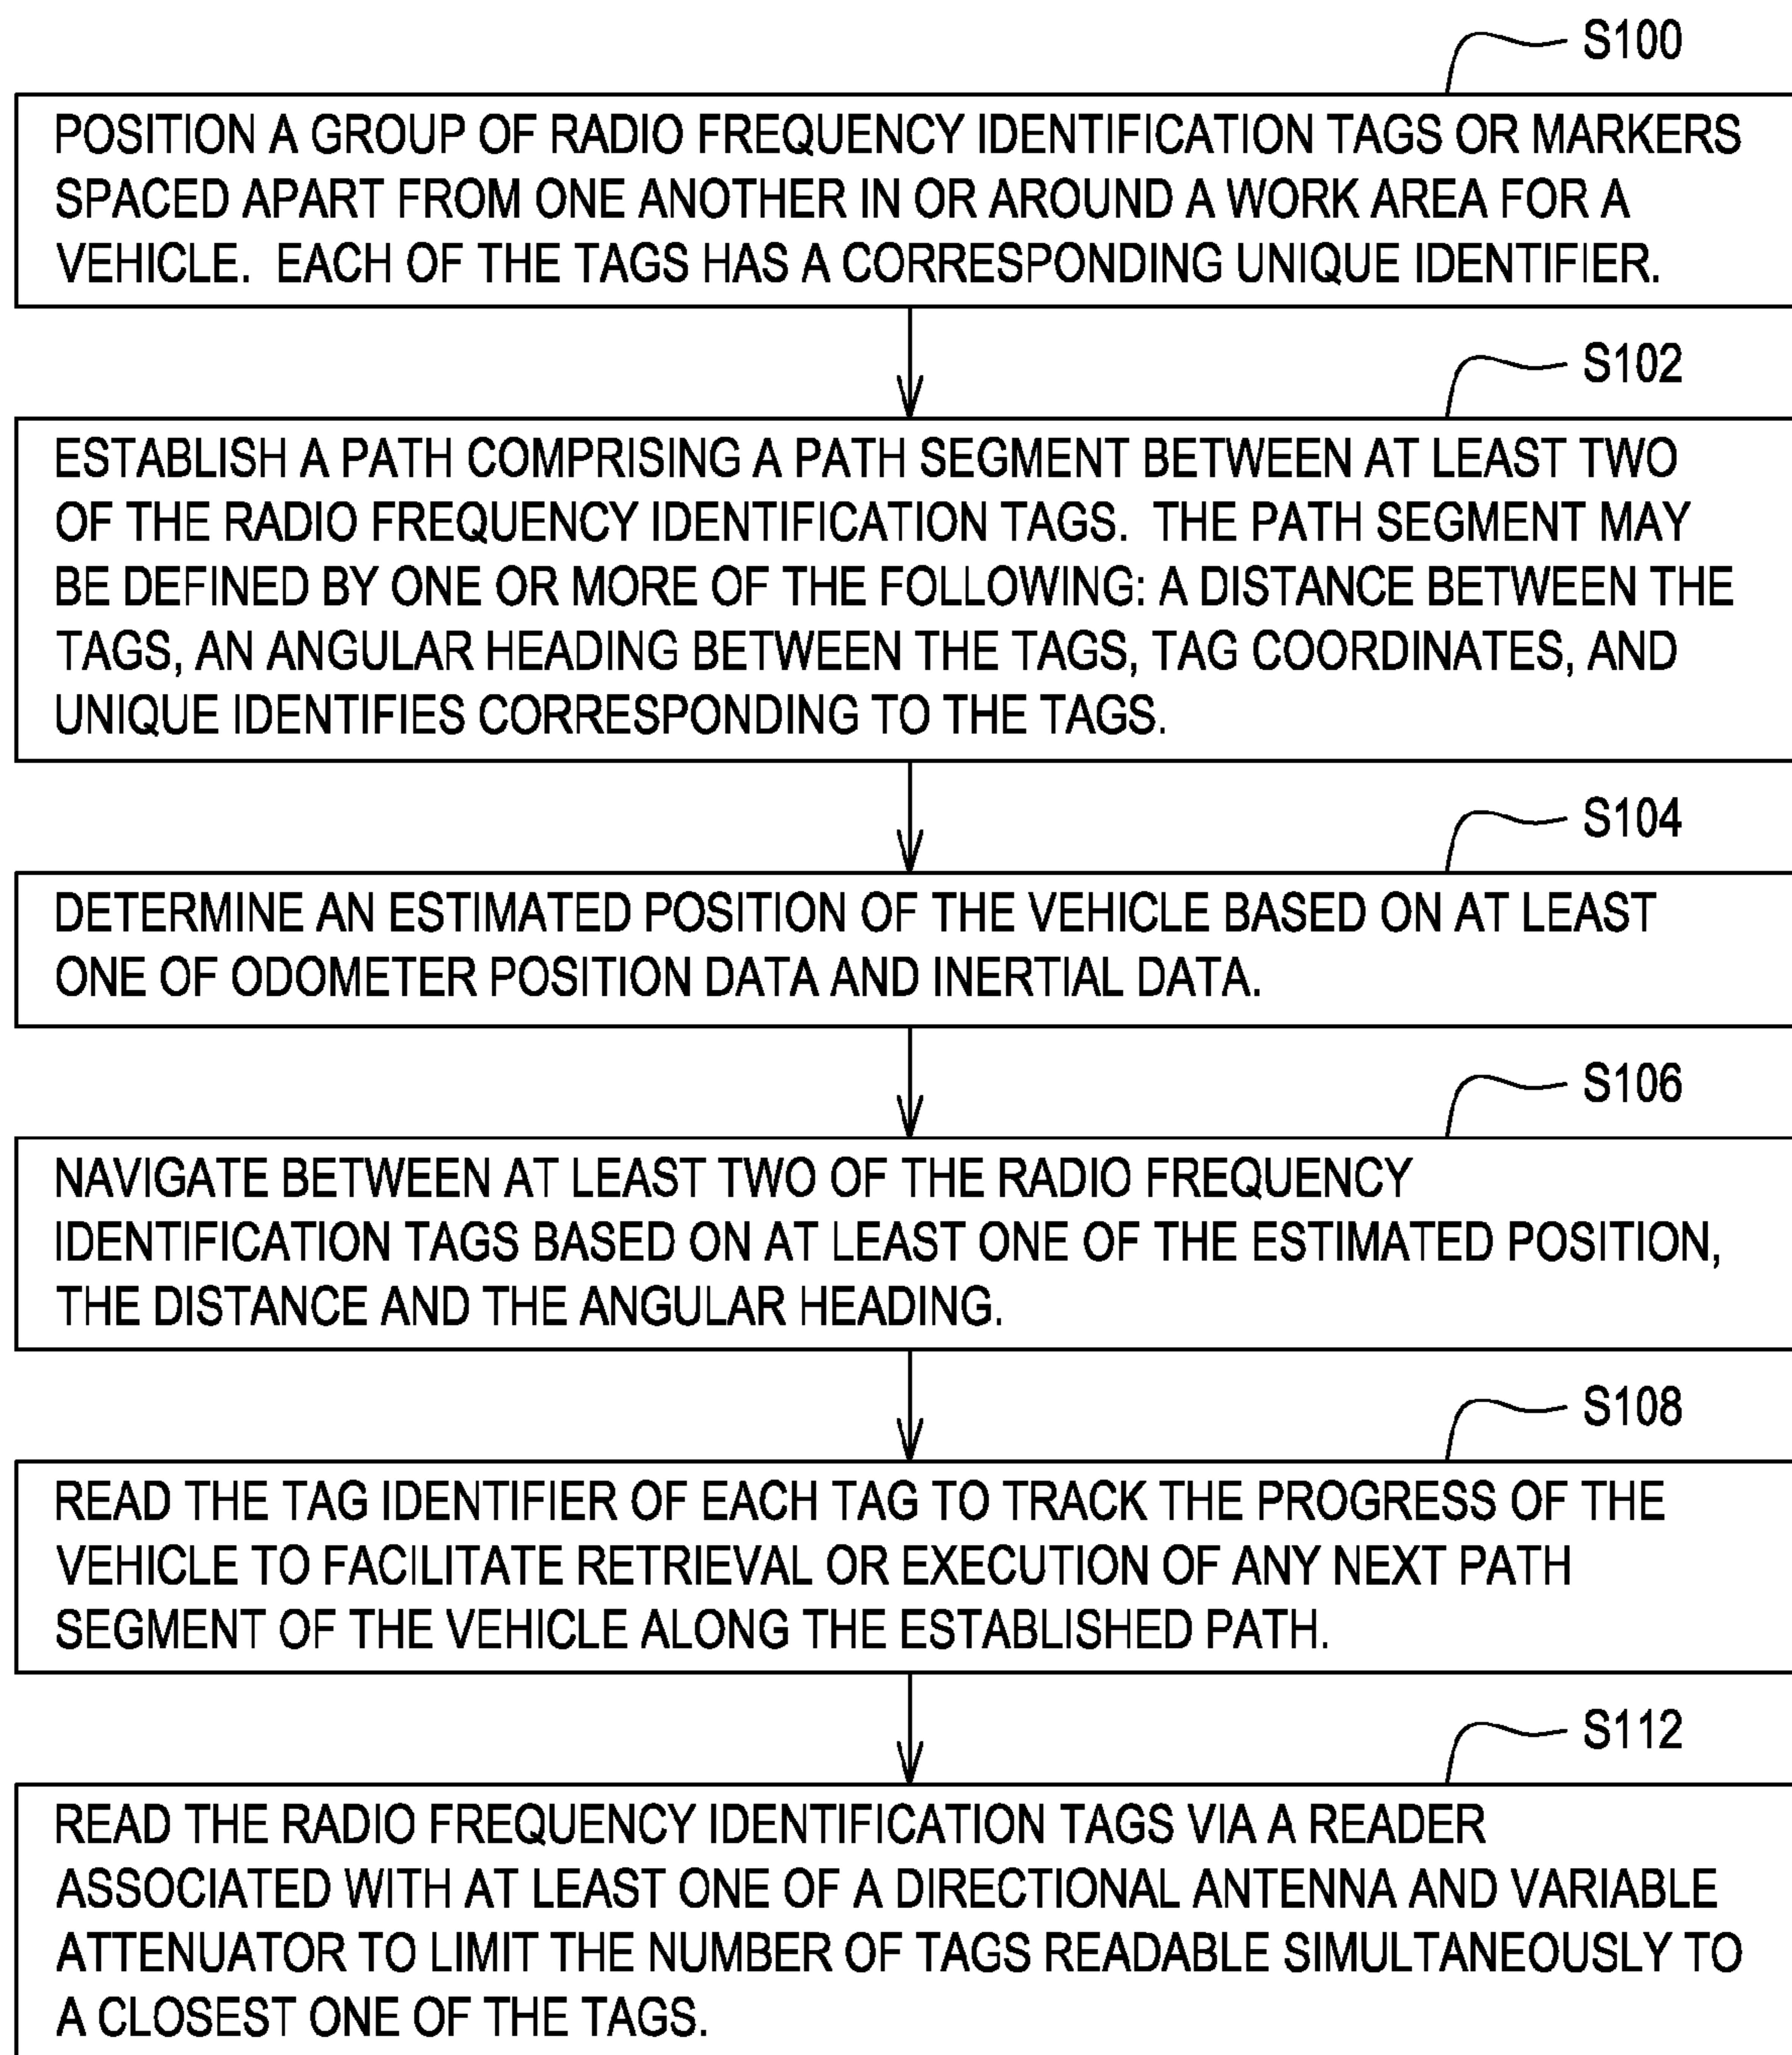 S100
POSITION A GROUP OF RADIO FREQUENCY IDENTIFICATION TAGS OR MARKERS
SPACED APART FROM ONE ANOTHER IN OR AROUND A WORK AREA FOR A
VEHICLE. EACH OF THE TAGS HAS A CORRESPONDING UNIQUE IDENTIFIER.
S102
ESTABLISH A PATH COMPRISING A PATH SEGMENT BETWEEN AT LEAST TWO
OF THE RADIO FREQUENCY IDENTIFICATION TAGS. THE PATH SEGMENT MAY
BE DEFINED BY ONE OR MORE OF THE FOLLOWING: A DISTANCE BETWEEN THE
TAGS, AN ANGULAR HEADING BETWEEN THE TAGS, TAG COORDINATES, AND
UNIQUE IDENTIFIES CORRESPONDING TO THE TAGS.
S104
DETERMINE AN ESTIMATED POSITION OF THE VEHICLE BASED ON AT LEAST
ONE OF ODOMETER POSITION DATA AND INERTIAL DATA.
S106
NAVIGATE BETWEEN AT LEAST TWO OF THE RADIO FREQUENCY
IDENTIFICATION TAGS BASED ON AT LEAST ONE OF THE ESTIMATED POSITION,
THE DISTANCE AND THE ANGULAR HEADING.
S108
READ THE TAG IDENTIFIER OF EACH TAG TO TRACK THE PROGRESS OF THE
VEHICLE TO FACILITATE RETRIEVAL OR EXECUTION OF ANY NEXT PATH
SEGMENT OF THE VEHICLE ALONG THE ESTABLISHED PATH.
S112
READ THE RADIO FREQUENCY IDENTIFICATION TAGS VIA A READER
ASSOCIATED WITH AT LEAST ONE OF A DIRECTIONAL ANTENNA AND VARIABLE
ATTENUATOR TO LIMIT THE NUMBER OF TAGS READABLE SIMULTANEOUSLY TO
A CLOSEST ONE OF THE TAGS.